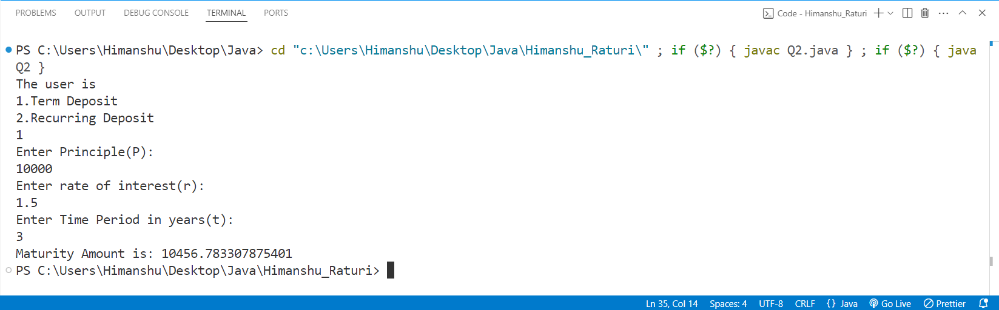 PROBLEMS OUTPUT DEBUG CONSOLE TERMINAL PORTS Code - Himanshu_Raturi
PS C:\Users\Himanshu\Desktop\Java> cd "c:\Users\Himanshu\Desktop\Java\Himanshu_Raturi\" ; if ($?) { javac Q2.java } ; if ($?) { java
Q2 }
The user is
1.Term Deposit
2.Recurring Deposit
1
Enter Principle(P):
10000
Enter rate of interest(r):
1.5
Enter Time Period in years(t):
3
Maturity Amount is: 10456.783307875401
PS C:\Users\Himanshu\Desktop\Java\Himanshu_Raturi>
Ln 35, Col 14 Spaces: 4 UTF-8 CRLF {} Java Go Live Prettier